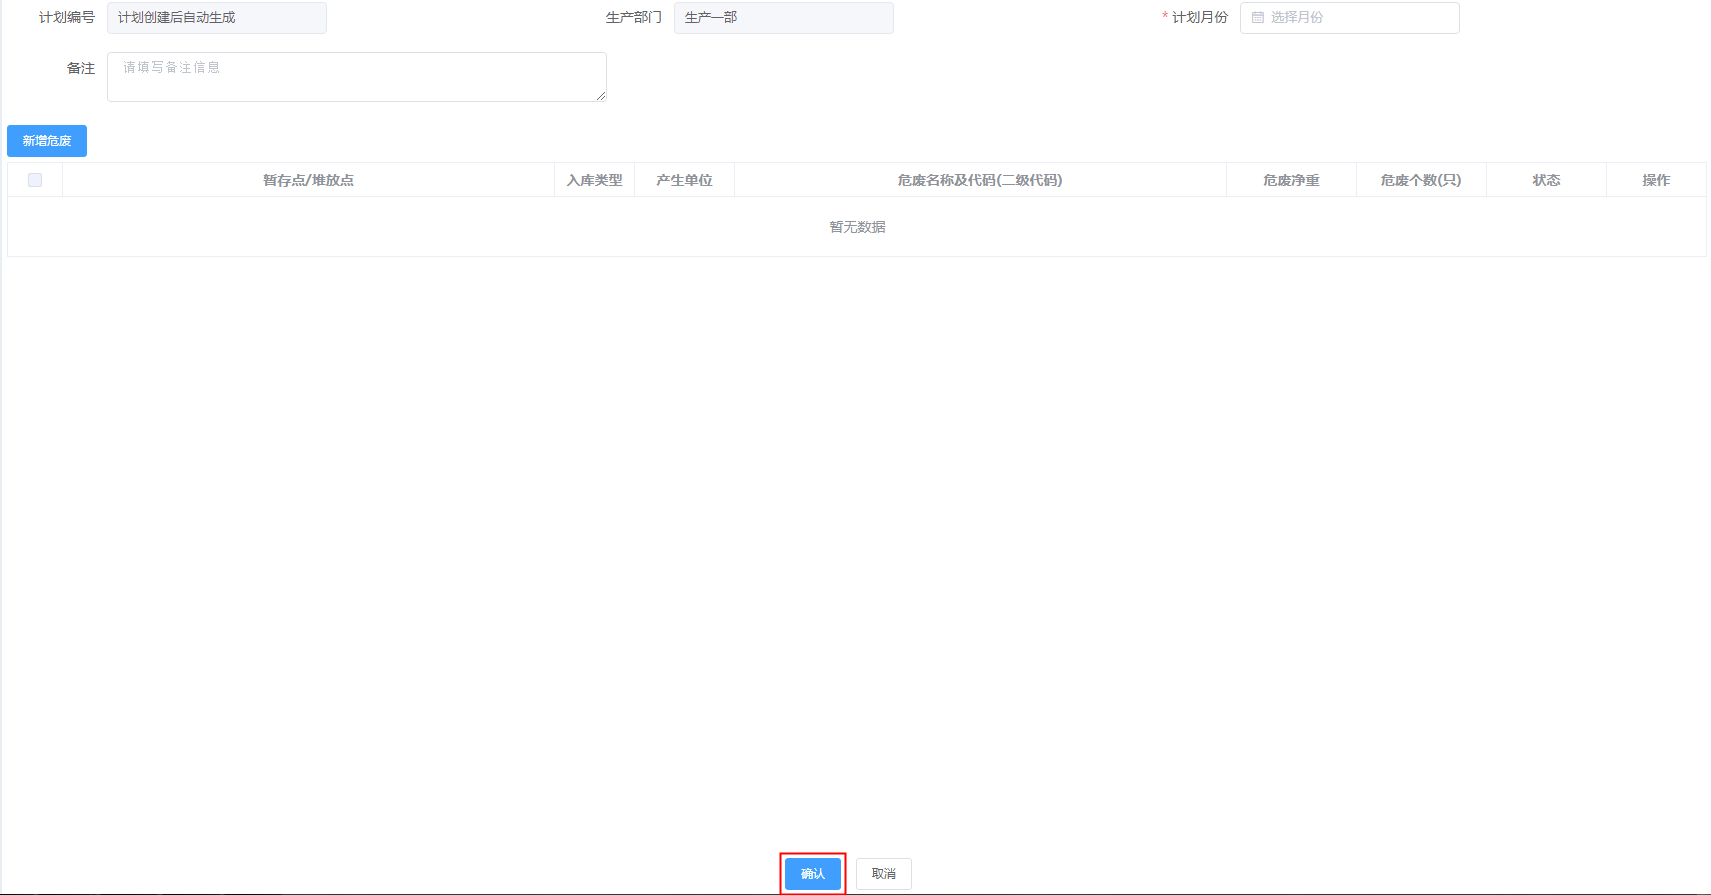 计划编号 计划创建后自动生成 生产部门 生产一部 * 计划月份 选择月份
备注 请填写备注信息
新增危废
暂存点/堆放点 入库类型 产生单位 危废名称及代码(二级代码) 危废净重 危废个数(只) 状态 操作
暂无数据
确认 取消